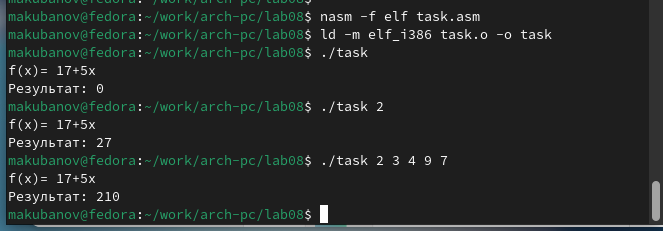 makubanov@fedora:~/work/arch-pc/lab08$ nasm -f elf task.asm
makubanov@fedora:~/work/arch-pc/lab08$ ld -m elf_i386 task.o -o task
makubanov@fedora:~/work/arch-pc/lab08$ ./task
f(x)= 17+5x
Результат: 0
makubanov@fedora:~/work/arch-pc/lab08$ ./task 2
f(x)= 17+5x
Результат: 27
makubanov@fedora:~/work/arch-pc/lab08$ ./task 2 3 4 9 7
f(x)= 17+5x
Результат: 210
makubanov@fedora:~/work/arch-pc/lab08$